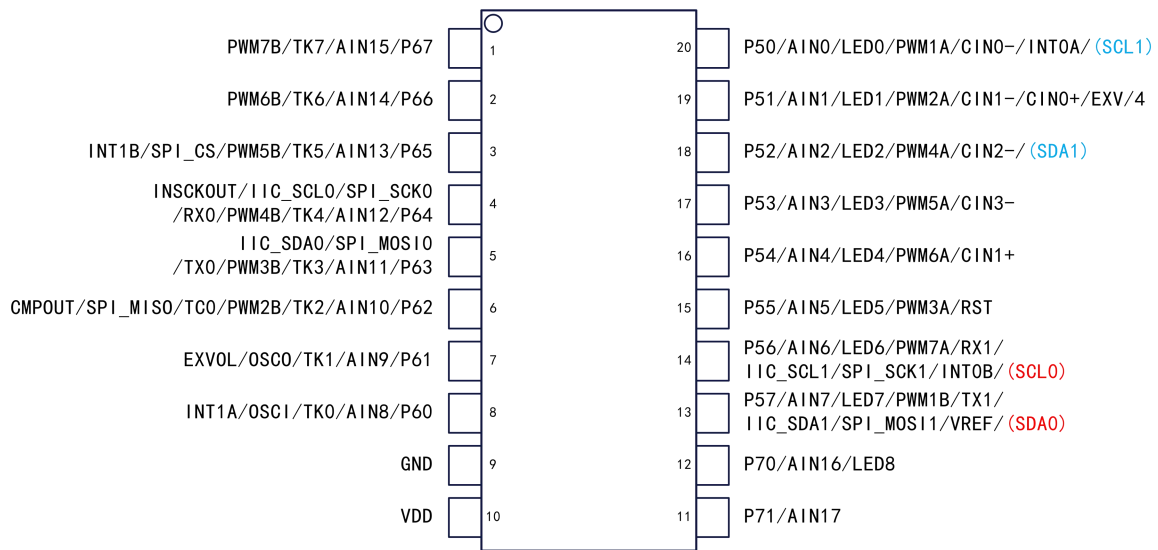 PWM7B/TK7/AIN15/P67
1
20
P50/AIN0/LED0/PWM1A/CIN0-/INT0A/(SCL1)
PWM6B/TK6/AIN14/P66
2
19
P51/AIN1/LED1/PWM2A/CIN1-/CIN0+/EXV/4
INT1B/SPI_CS/PWM5B/TK5/AIN13/P65
3
18
P52/AIN2/LED2/PWM4A/CIN2-/(SDA1)
INSCKOUT/IIC_SCL0/SPI_SCK0
/RX0/PWM4B/TK4/AIN12/P64
4
17
P53/AIN3/LED3/PWM5A/CIN3-
IIC_SDA0/SPI_MOSI0
/TX0/PWM3B/TK3/AIN11/P63
5
16
P54/AIN4/LED4/PWM6A/CIN1+
CMPOUT/SPI_MISO/TC0/PWM2B/TK2/AIN10/P62
6
15
P55/AIN5/LED5/PWM3A/RST
EXVOL/OSCO/TK1/AIN9/P61
7
14
P56/AIN6/LED6/PWM7A/RX1/
IIC_SCL1/SPI_SCK1/INT0B/(SCL0)
INT1A/OSCI/TK0/AIN8/P60
8
13
P57/AIN7/LED7/PWM1B/TX1/
IIC_SDA1/SPI_MOSI1/VREF/(SDA0)
GND
9
12
P70/AIN16/LED8
VDD
10
11
P71/AIN17